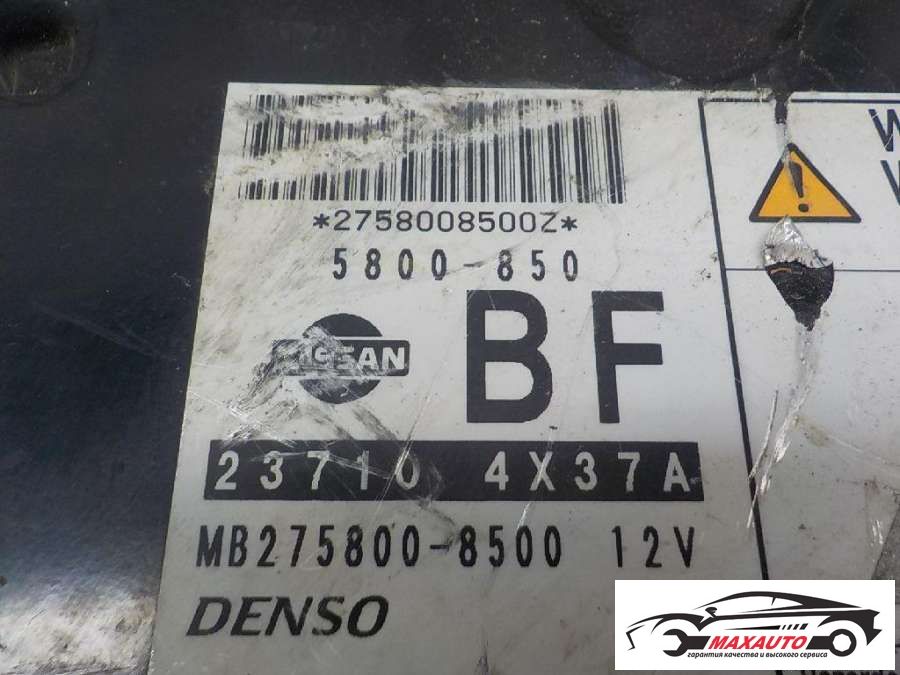 *2758008500Z*
5800-850
NISSAN
BF
23710 4X37A
MB275800-8500 12V
DENSO
MAXAUTO
гарантия качества и высокого сервиса